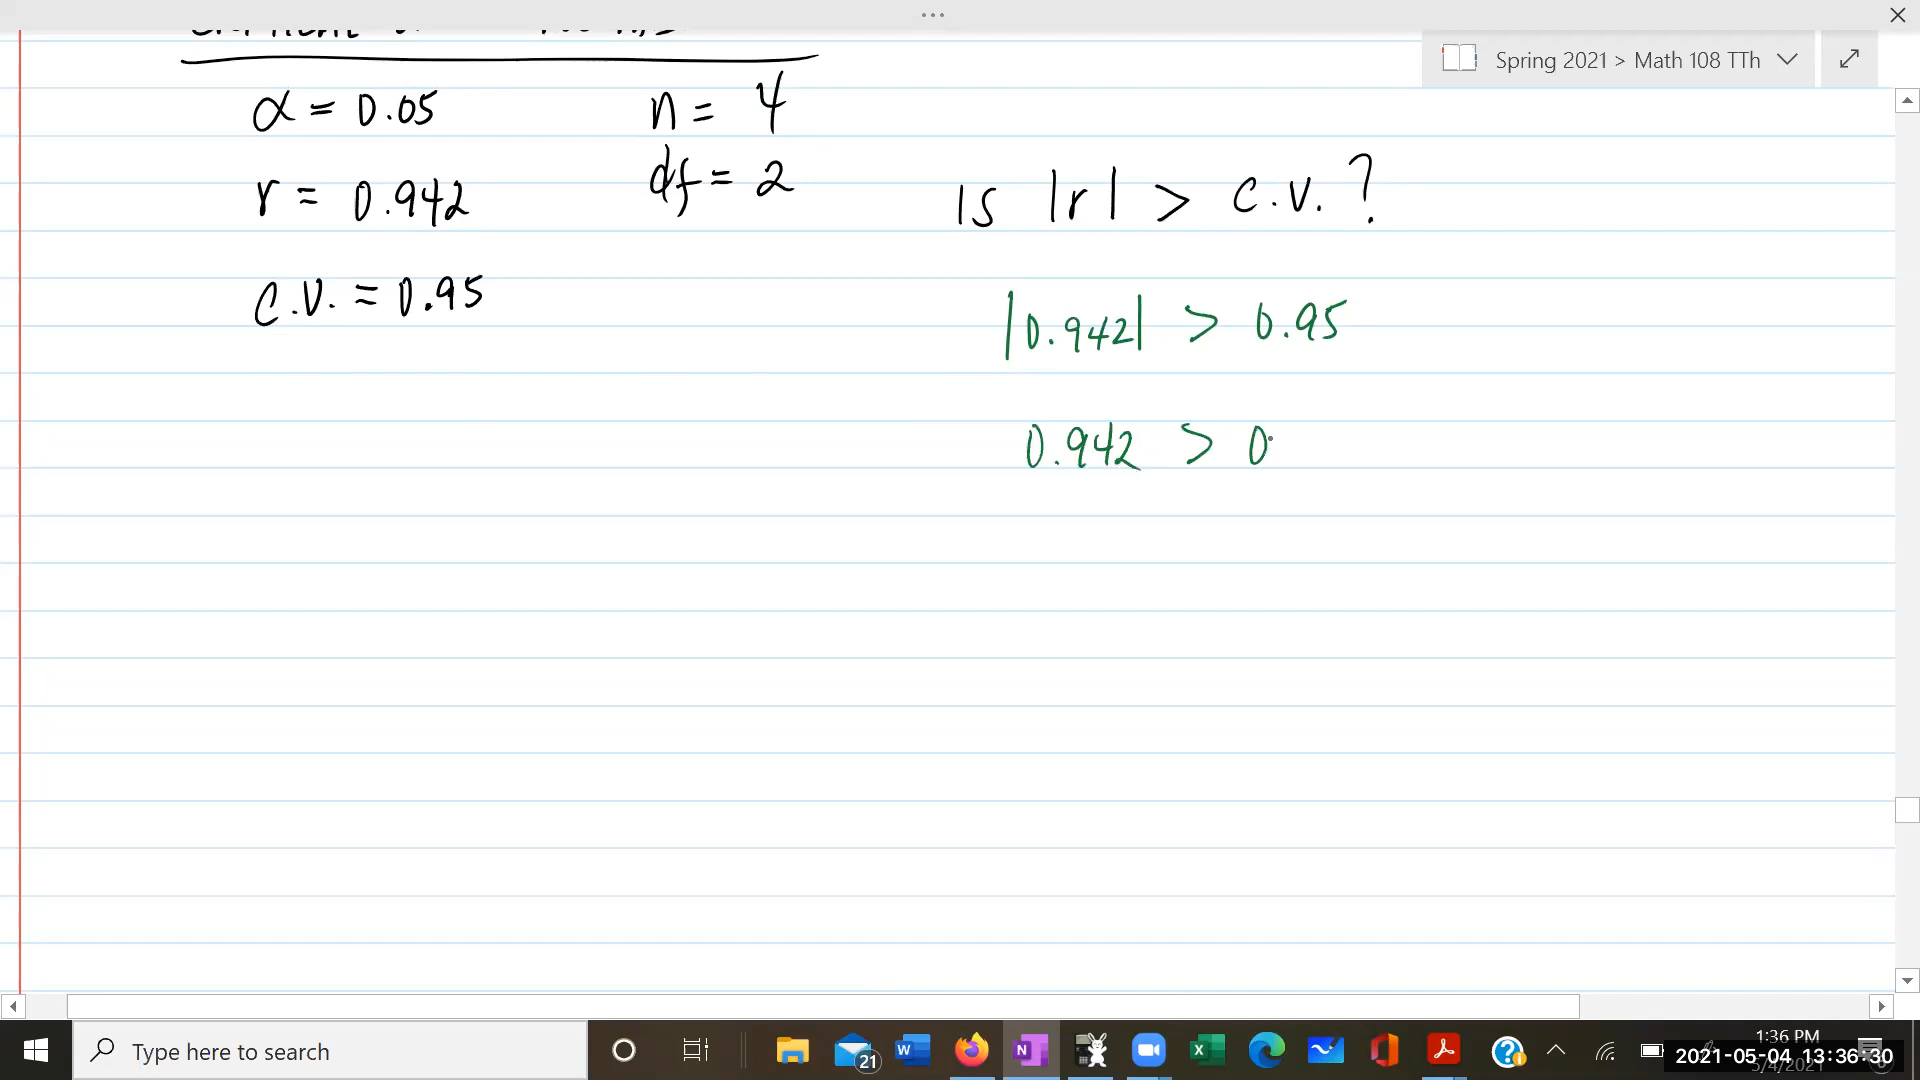 Spring 2021 > Math 108 TTh
α = 0.05
n = 4
r = 0.942
df = 2
Is |r| > C.V. ?
C.V. = 0.95
|0.942| > 0.95
0.942 > 0.
Type here to search
21
1:36 PM
2021-05-04 13:36:30